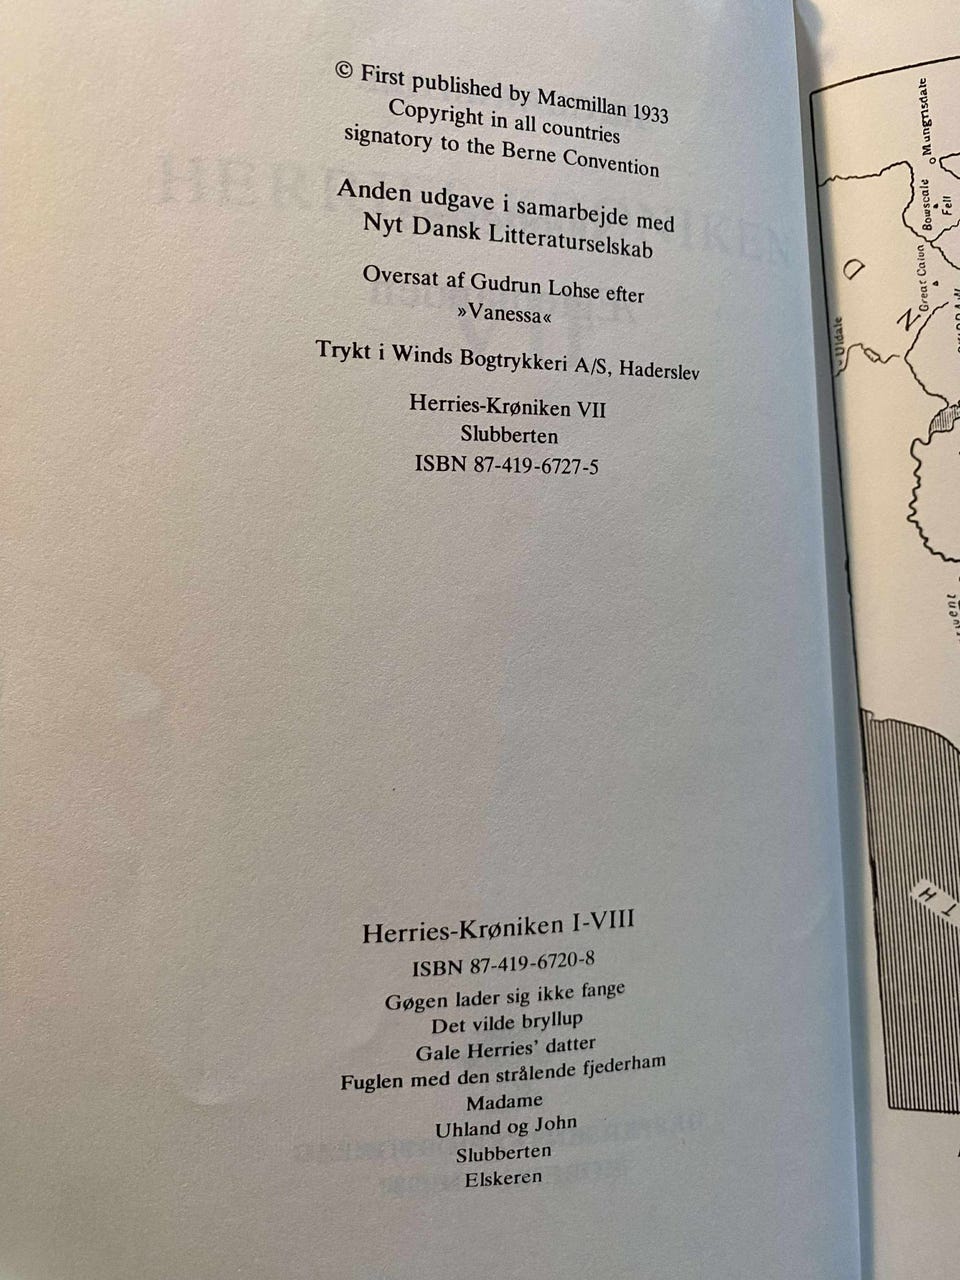 © First published by Macmillan 1933
Copyright in all countries
signatory to the Berne Convention
Anden udgave i samarbejde med
Nyt Dansk Litteraturselskab
Oversat af Gudrun Lohse efter
»Vanessa«
Trykt i Winds Bogtrykkeri A/S, Haderslev
Herries-Krøniken VII
Slubberten
ISBN 87-419-6727-5
Herries-Krøniken I-VIII
ISBN 87-419-6720-8
Gøgen lader sig ikke fange
Det vilde bryllup
Gale Herries' datter
Fuglen med den strålende fjederham
Madame
Uhland og John
Slubberten
Elskeren
Mungrisdale
Bowscale
Fell
Great Calva
Uldale